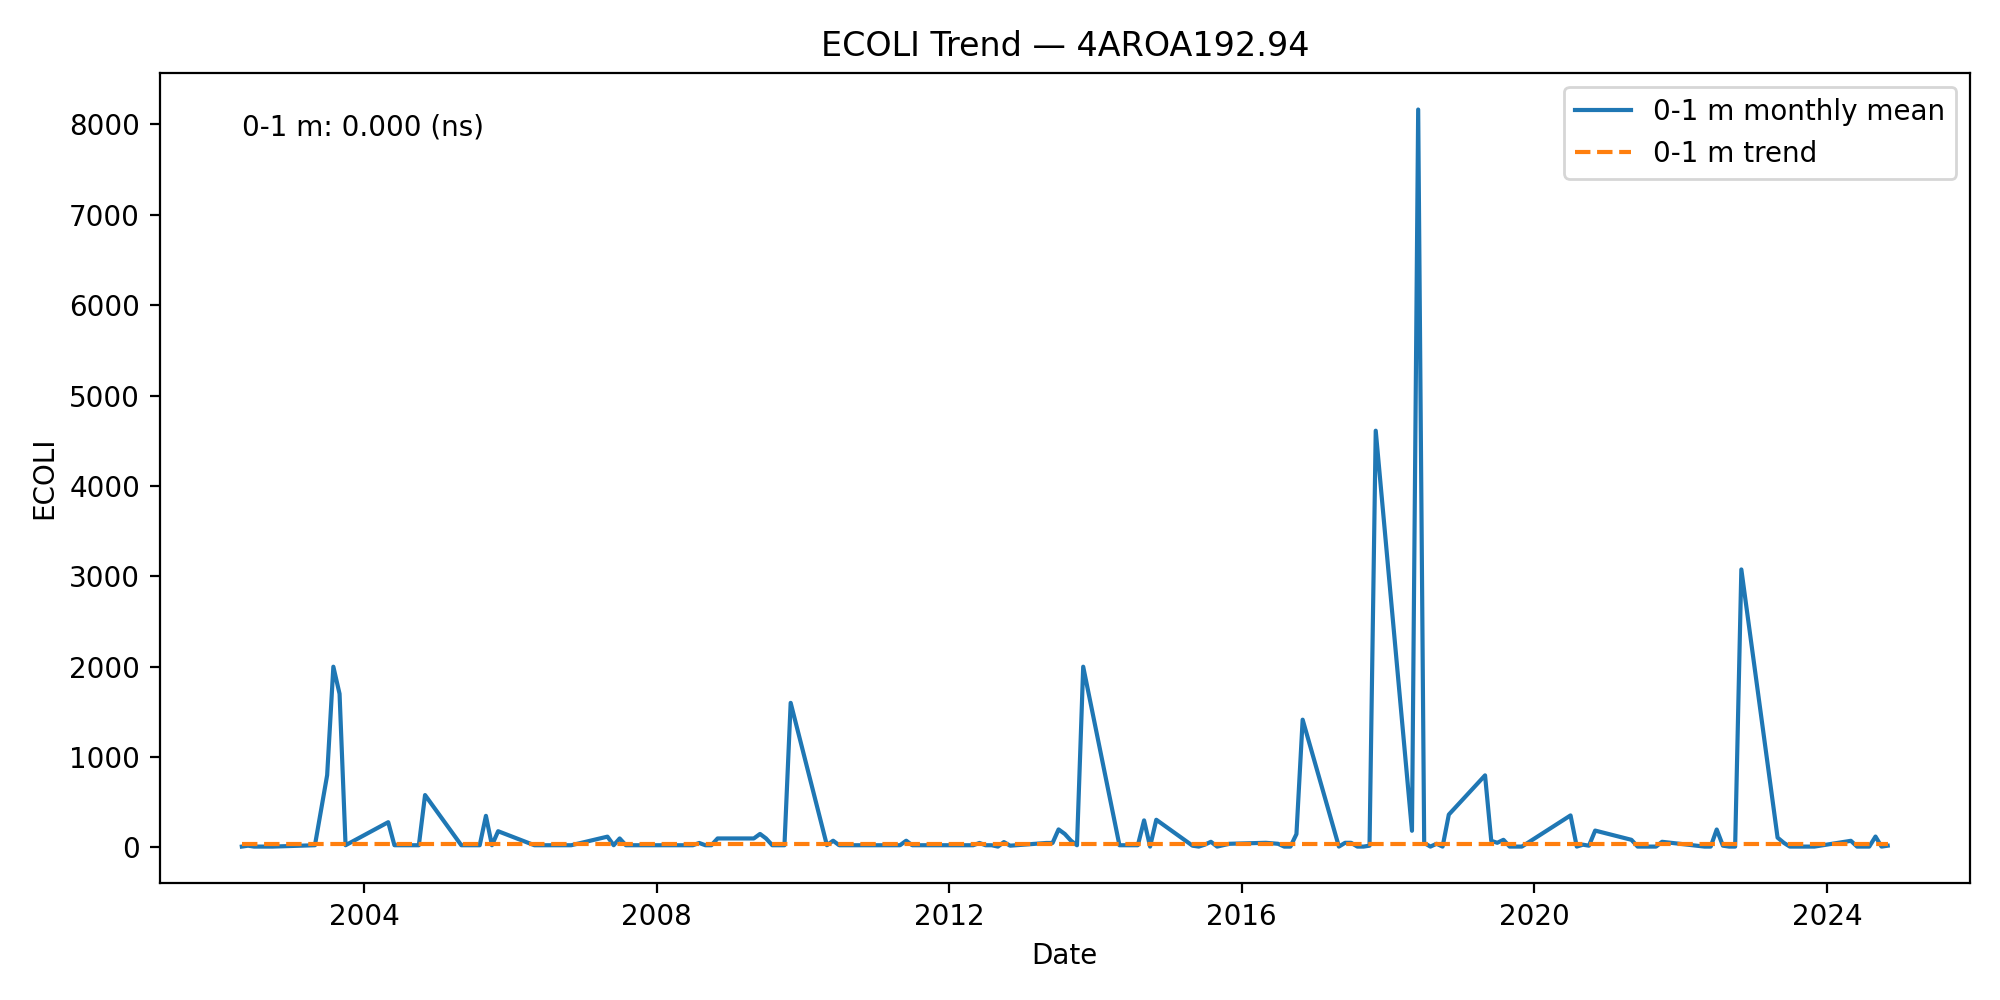 ECOLI Trend — 4AROA192.94
0-1 m: 0.000 (ns)
0-1 m monthly mean
0-1 m trend
8000
7000
6000
5000
4000
3000
2000
1000
0
ECOLI
2004
2008
2012
2016
2020
2024
Date